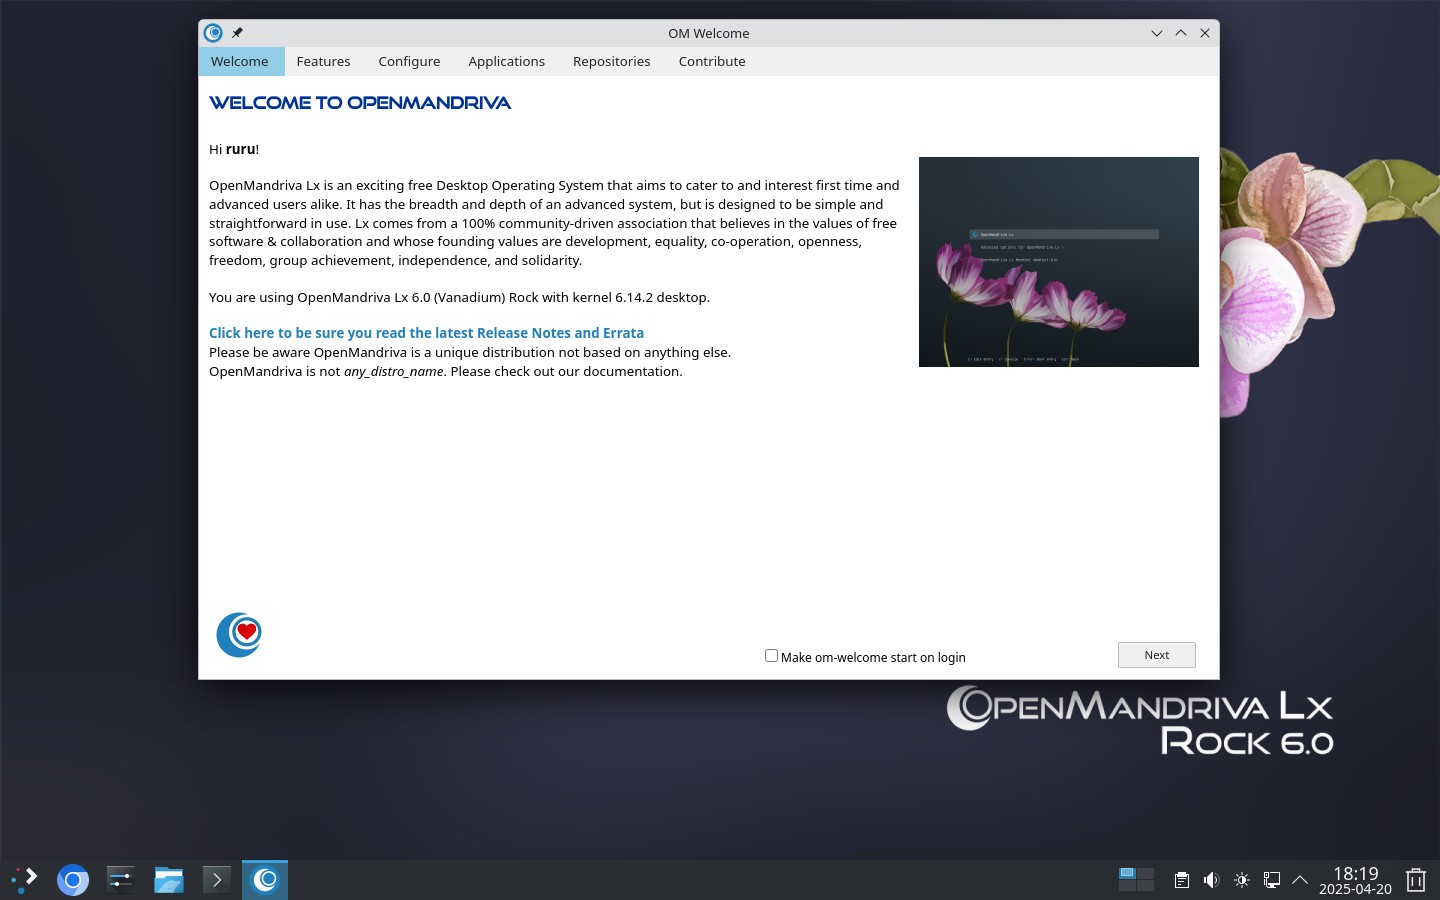 OM Welcome
Welcome Features Configure Applications Repositories Contribute
WELCOME TO OPENMANDRIVA
Hi ruru!
OpenMandriva Lx is an exciting free Desktop Operating System that aims to cater to and interest first time and
advanced users alike. It has the breadth and depth of an advanced system, but is designed to be simple and
straightforward in use. Lx comes from a 100% community-driven association that believes in the values of free
software & collaboration and whose founding values are development, equality, co-operation, openness,
freedom, group achievement, independence, and solidarity.
You are using OpenMandriva Lx 6.0 (Vanadium) Rock with kernel 6.14.2 desktop.
Click here to be sure you read the latest Release Notes and Errata
Please be aware OpenMandriva is a unique distribution not based on anything else.
OpenMandriva is not any_distro_name. Please check out our documentation.
OpenMandriva Lx
Advanced options for OpenMandriva Lx
Make om-welcome start on login
Next
OPENMANDRIVA LX
ROCK 6.0
18:19
2025-04-20